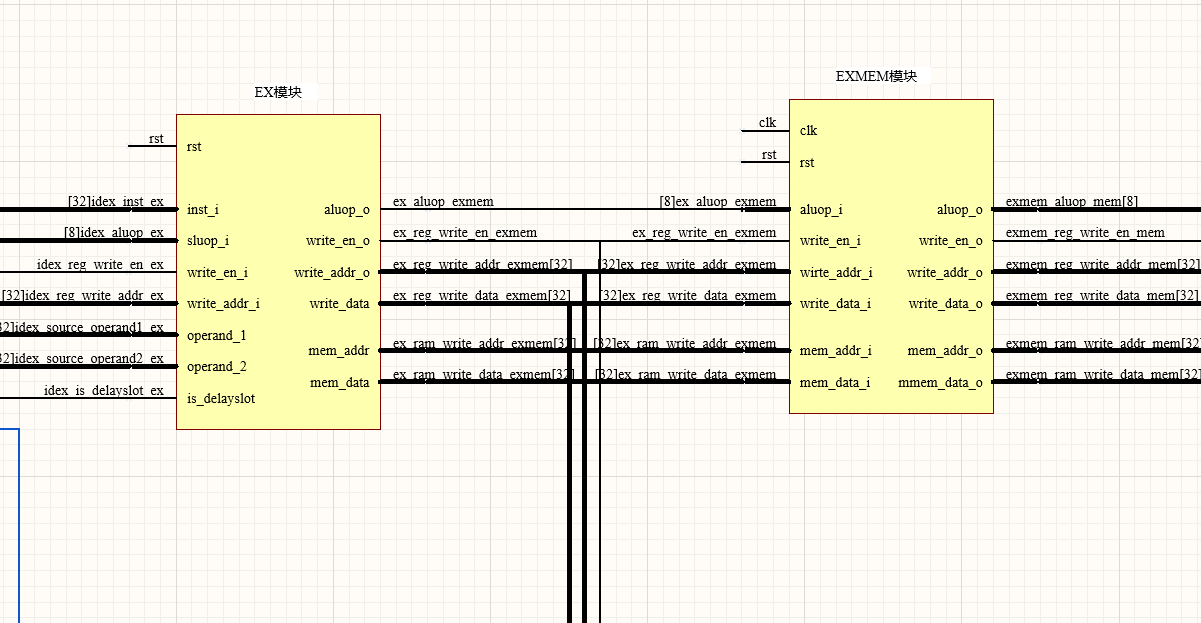 EX模块
EXMEM模块
rst
rst
clk
clk
rst
rst
[32]idex_inst_ex
inst_i
aluop_o
ex_aluop_exmem
[8]ex_aluop_exmem
aluop_i
aluop_o
exmem_aluop_mem[8]
[8]idex_aluop_ex
sluop_i
write_en_o
ex_reg_write_en_exmem
ex_reg_write_en_exmem
write_en_i
write_en_o
exmem_reg_write_en_mem
idex_reg_write_en_ex
write_en_i
write_addr_o
ex_reg_write_addr_exmem[32]
[32]ex_reg_write_addr_exmem
wirte_addr_i
write_addr_o
exmem_reg_write_addr_mem[32]
[32]idex_reg_write_addr_ex
write_addr_i
write_data
ex_reg_write_data_exmem[32]
[32]ex_reg_write_data_exmem
write_data_i
write_data_o
exmem_reg_write_data_mem[32]
32]idex_source_operand1_ex
operand_1
mem_addr
ex_ram_write_addr_exmem[32]
[32]ex_ram_write_addr_exmem
mem_addr_i
mem_addr_o
exmem_ram_write_addr_mem[32]
32]idex_source_operand2_ex
operand_2
mem_data
ex_ram_write_data_exmem[32]
[32]ex_ram_write_data_exmem
mem_data_i
mmem_data_o
exmem_ram_write_data_mem[32]
idex_is_delayslot_ex
is_delayslot